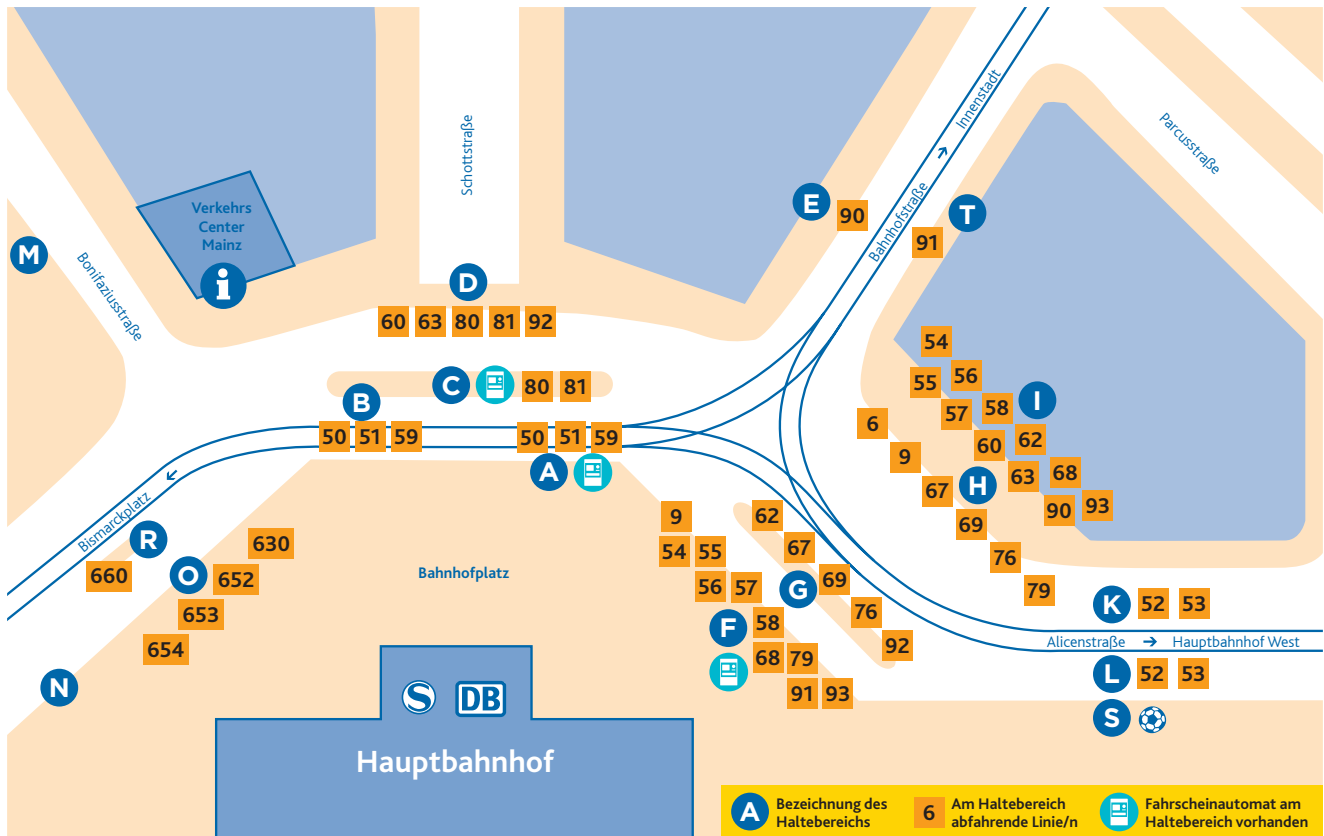 Schottstraße
Innenstadt
Parcusstraße
Verkehrs
Center
Mainz
i
M
Bonifaziusstraße
E
90
Bahnhofstraße
T
91
D
60 63 80 81 92
C
80 81
B
50 51 59
50 51 59
A
54
55 56
57 58 I
60 62
63 68
90 93
6
9
67 H
69
76
79
Bismarckplatz
R
660
O
630
652
653
654
N
Bahnhofplatz
9
54 55
56 57
F
58
68 79
91 93
62
67
G
69
76
92
K
52 53
Alicenstraße → Hauptbahnhof West
L
52 53
S
S DB
Hauptbahnhof
A
Bezeichnung des
Haltebereichs
6
Am Haltebereich
abfahrende Linie/n
Fahrscheinautomat am
Haltebereich vorhanden